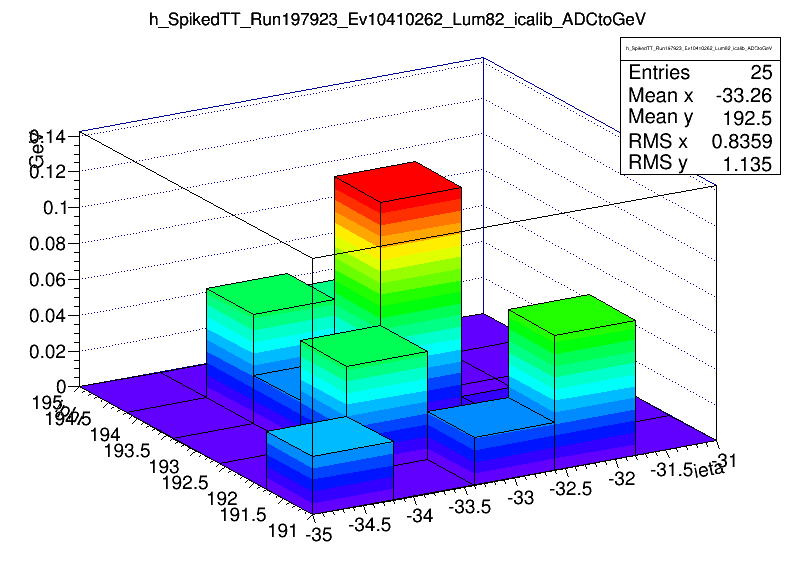 h_SpikedTT_Run197923_Ev10410262_Lum82_icalib_ADCtoGeV
h_SpikedTT_Run197923_Ev10410262_Lum82_icalib_ADCtoGeV
Entries 25
Mean x -33.26
Mean y 192.5
RMS x 0.8359
RMS y 1.135
GeV
0.14
0.12
0.1
0.08
0.06
0.04
0.02
0
195
194.5
194
193.5
193
192.5
192
191.5
191
-35
-34.5
-34
-33.5
-33
-32.5
-32
-31.5
-31
ieta